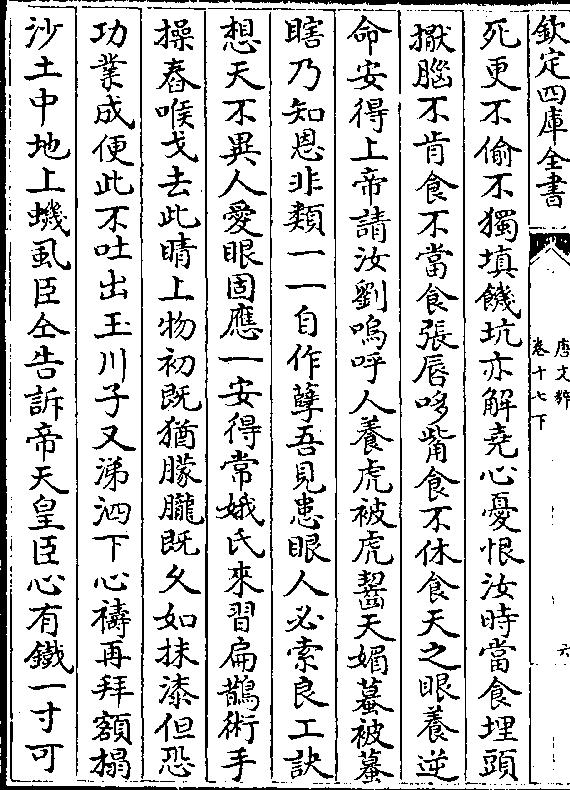 欽定四庫全書
唐文粹
卷十七下
六
死更不偷不獨填饑坑亦解堯心憂恨汝時當食埋頭
擫腦不肯食不當食張唇哆觜食不休食天之眼養逆
命安得上帝請汝劉嗚呼人養虎被虎齧天媚蟇被蟇
瞎乃知恩非類一一自作孽吾見患眼人必索良工訣
想天不異人愛眼固應一安得常娥氏來習扁鵲術手
操舂喉戈去此睛上物初既猶朦朧既久如抹漆但恐
功業成便此不吐出玉川子又涕泗下心禱再拜額搨
沙土中地上蟣虱臣仝告訴帝天皇臣心有鐵一寸可